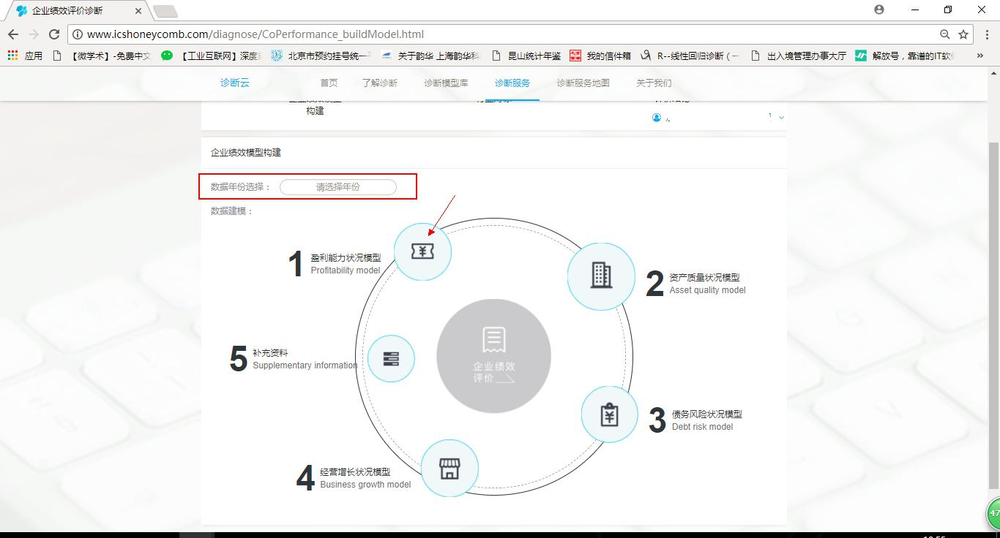 企业绩效评价诊断
www.icshoneycomb.com/diagnose/CoPerformance_buildModel.html
应用 【微学术】-免费中文 【工业互联网】深度 北京市预约挂号统一 关于韵华 上海韵华科 昆山统计年鉴 我的信件箱 R--线性回归诊断（一 出入境管理办事大厅 解放号，靠谱的IT软 »
诊断云 首页 了解诊断 诊断模型库 诊断服务 诊断服务地图 关于我们
构建
企业绩效模型构建
数据年份选择： 请选择年份
数据建模：
1 盈利能力状况模型
Profitability model
2 资产质量状况模型
Asset quality model
5 补充资料
Supplementary information
企业绩效
评价
3 债务风险状况模型
Debt risk model
4 经营增长状况模型
Business growth model
47